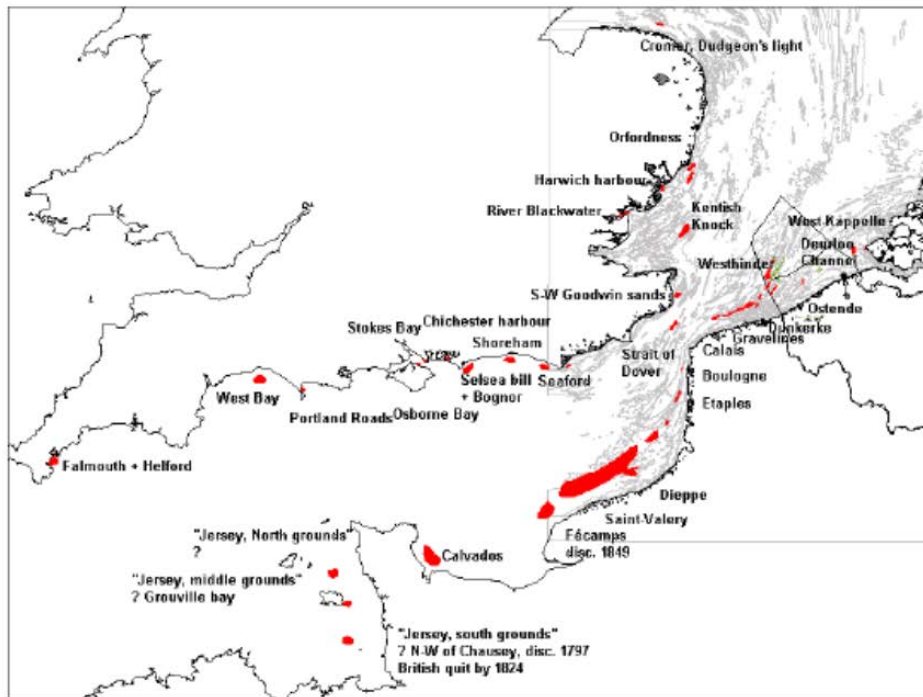 Cromer, Dudgeon's light
Orfordness
Harwich harbour
River Blackwater
Kentish
Knock
West-Kappelle
Deurloo
Channel
Westhinder
S-W Goodwin sands
Ostende
Dunkerke
Gravelines
Calais
Strait of
Dover
Boulogne
Etaples
Stokes Bay
Chichester harbour
Shoreham
Selsea bill
+ Bognor
Seaford
West Bay
Portland Roads
Osborne Bay
Falmouth + Helford
Dieppe
Saint-Valery
Fécamps
disc. 1849
Calvados
"Jersey, North grounds"
?
"Jersey, middle grounds"
? Grouville bay
"Jersey, south grounds"
? N-W of Chausey, disc. 1797
British quit by 1824